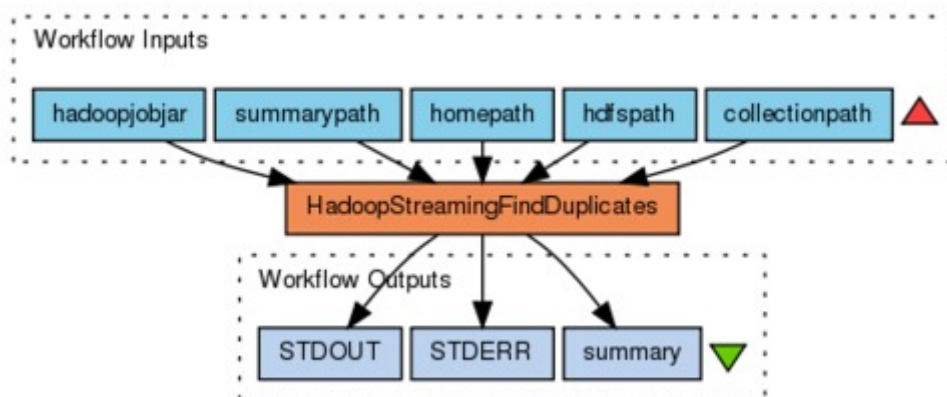 Workflow Inputs
hadoopjobjar summarypath homepath hdfspath collectionpath
HadoopStreamingFindDuplicates
Workflow Outputs
STDOUT STDERR summary